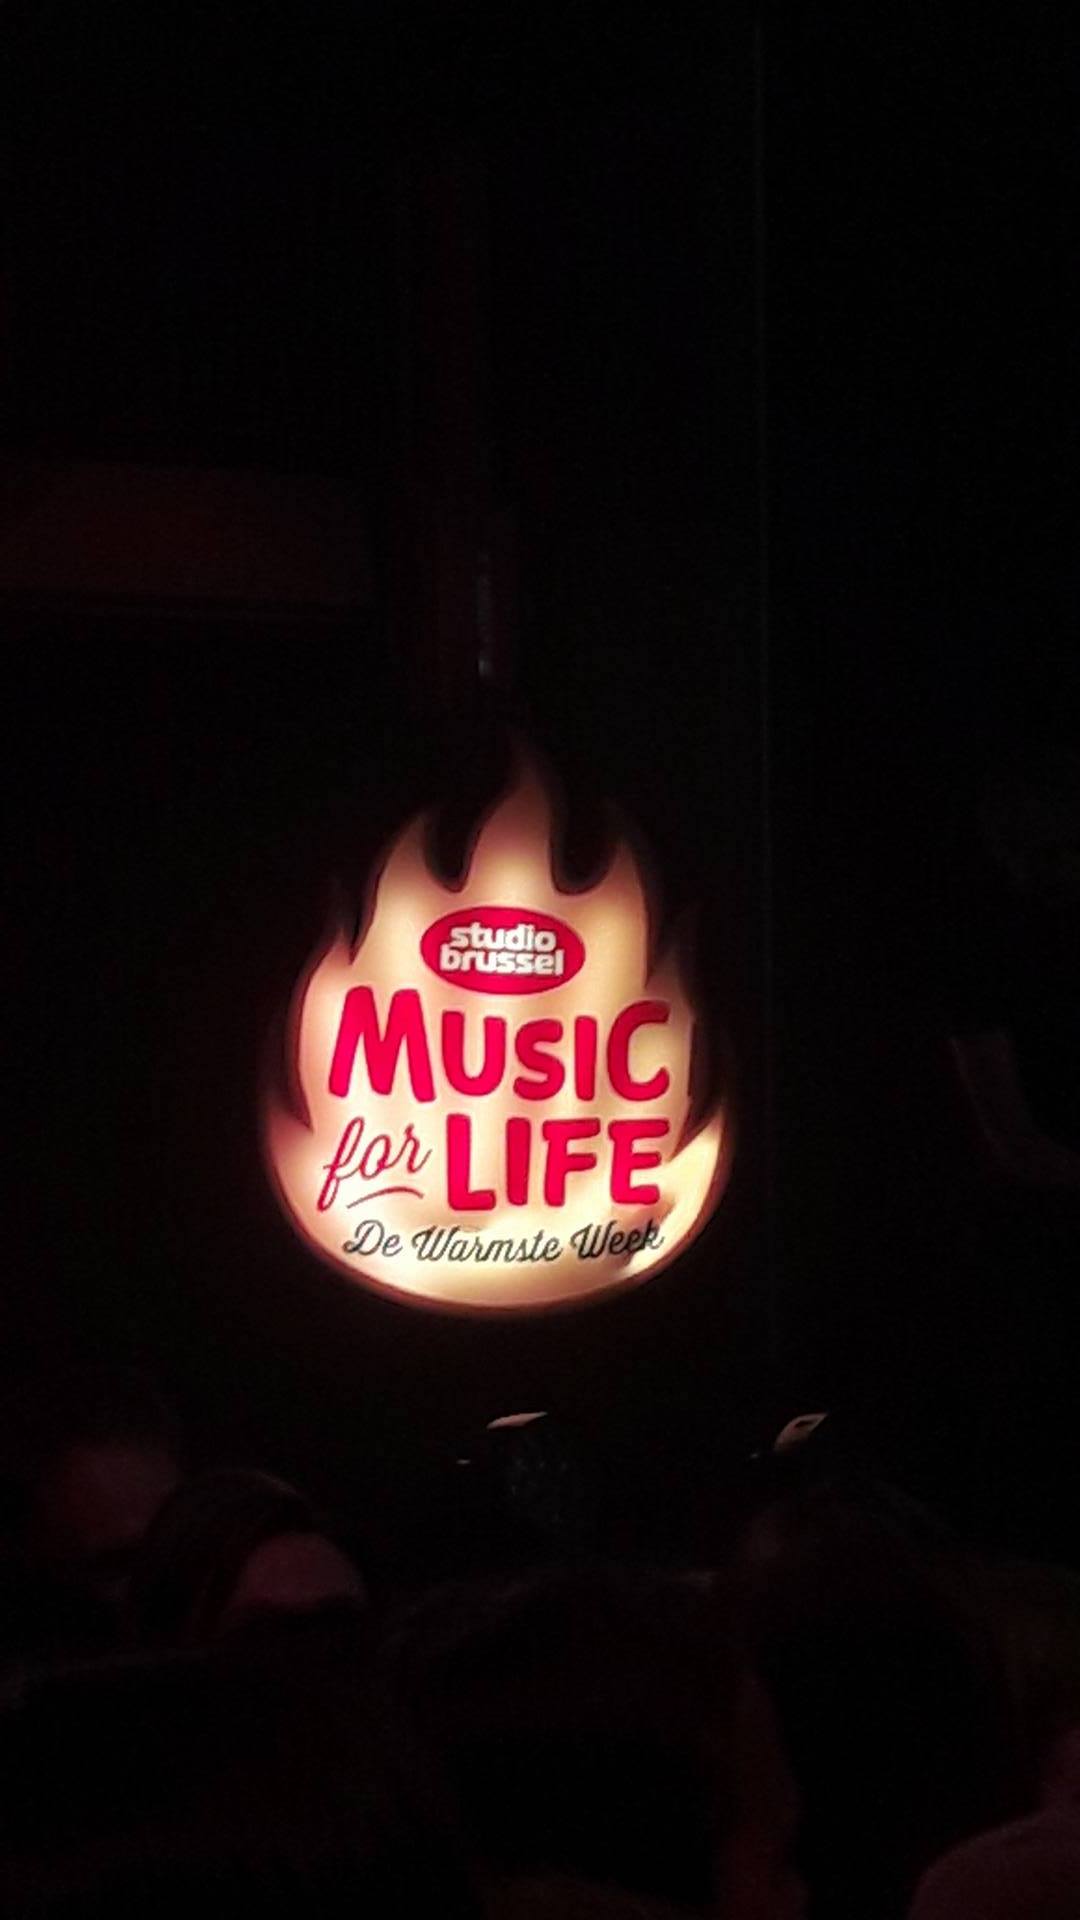 studio
brussel
MUSIC
for LIFE
De Warmste Week